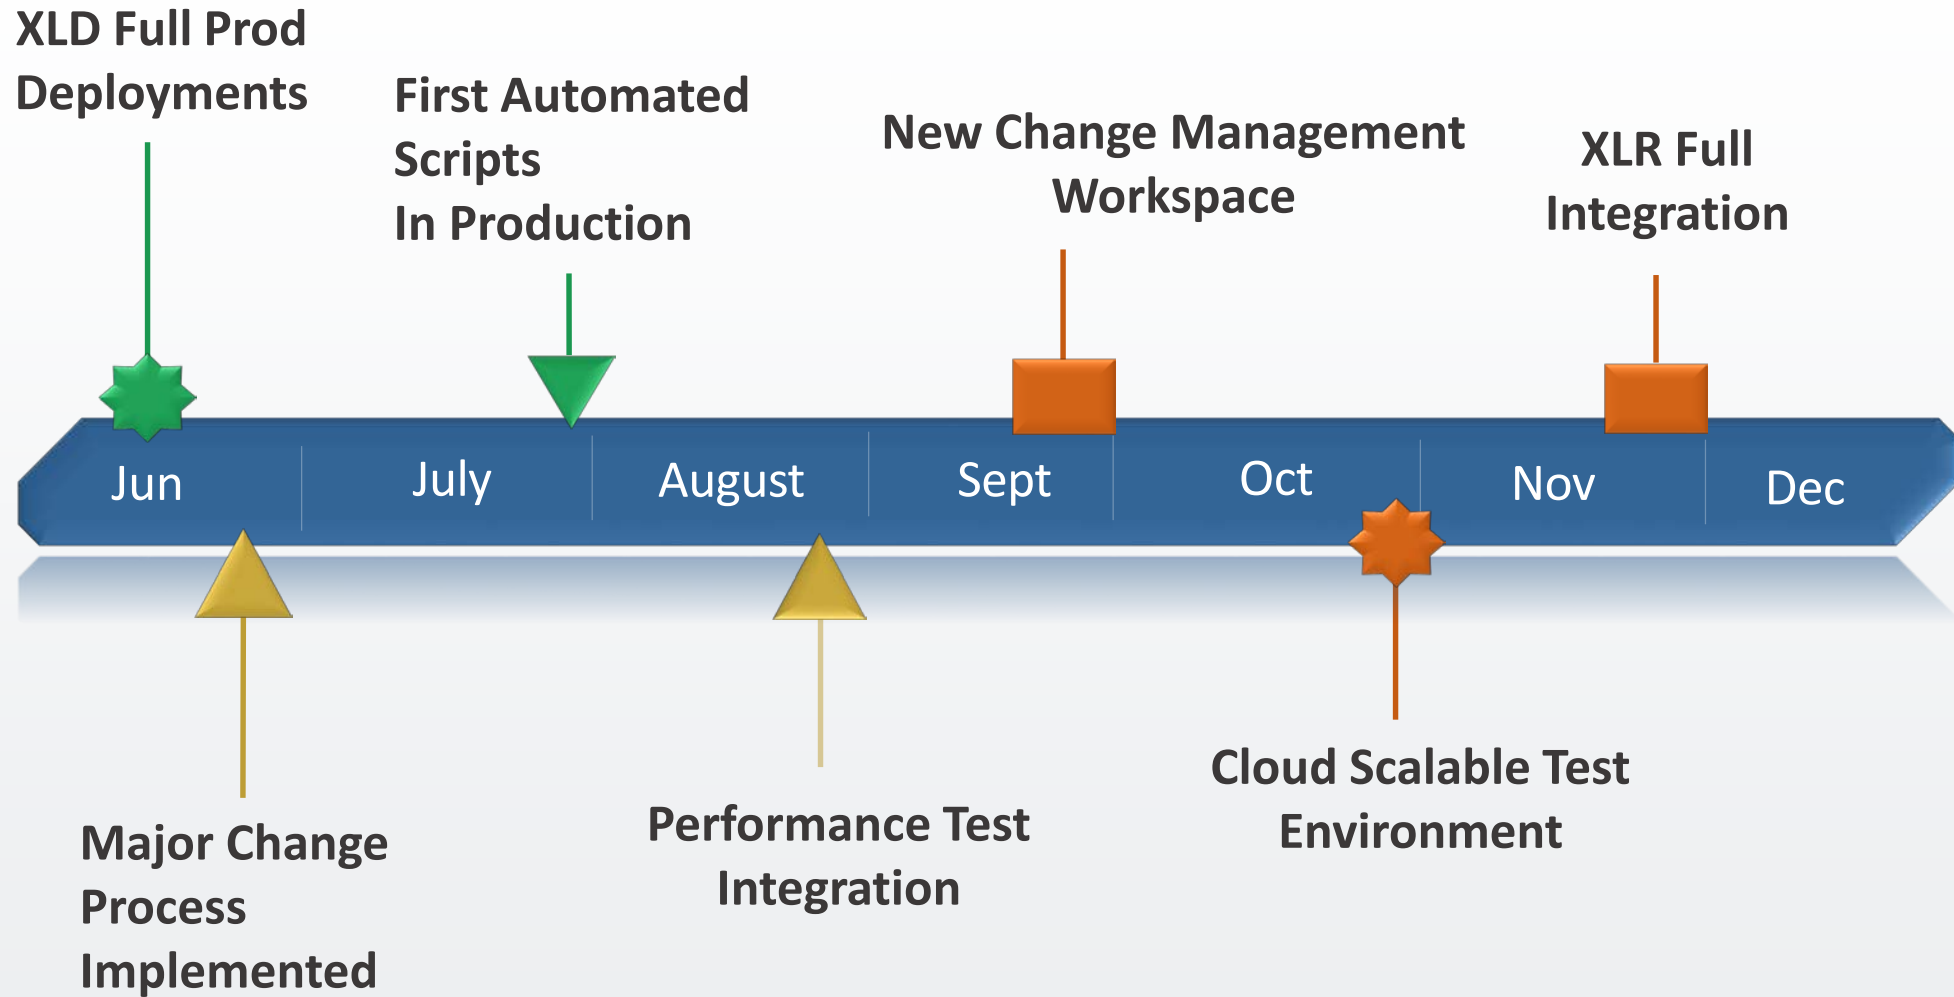 XLD Full Prod
Deployments
First Automated
Scripts
In Production
New Change Management
Workspace
XLR Full
Integration
Jun
July
August
Sept
Oct
Nov
Dec
Major Change
Process
Implemented
Performance Test
Integration
Cloud Scalable Test
Environment